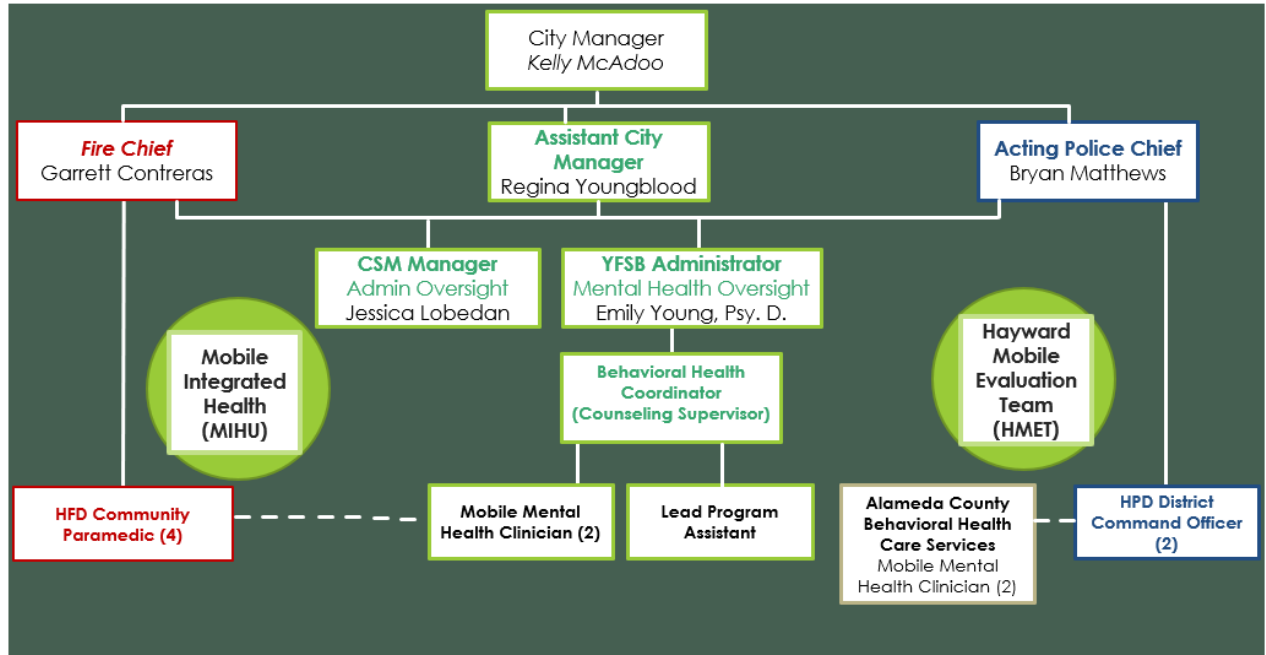 City Manager
Kelly McAdoo
Fire Chief
Garrett Contreras
Assistant City
Manager
Regina Youngblood
Acting Police Chief
Bryan Matthews
CSM Manager
Admin Oversight
Jessica Lobedan
YFSB Administrator
Mental Health Oversight
Emily Young, Psy. D.
Mobile
Integrated
Health
(MIHU)
Behavioral Health
Coordinator
(Counseling Supervisor)
Hayward
Mobile
Evaluation
Team
(HMET)
HFD Community
Paramedic (4)
Mobile Mental
Health Clinician (2)
Lead Program
Assistant
Alameda County
Behavioral Health
Care Services
Mobile Mental
Health Clinician (2)
HPD District
Command Officer
(2)